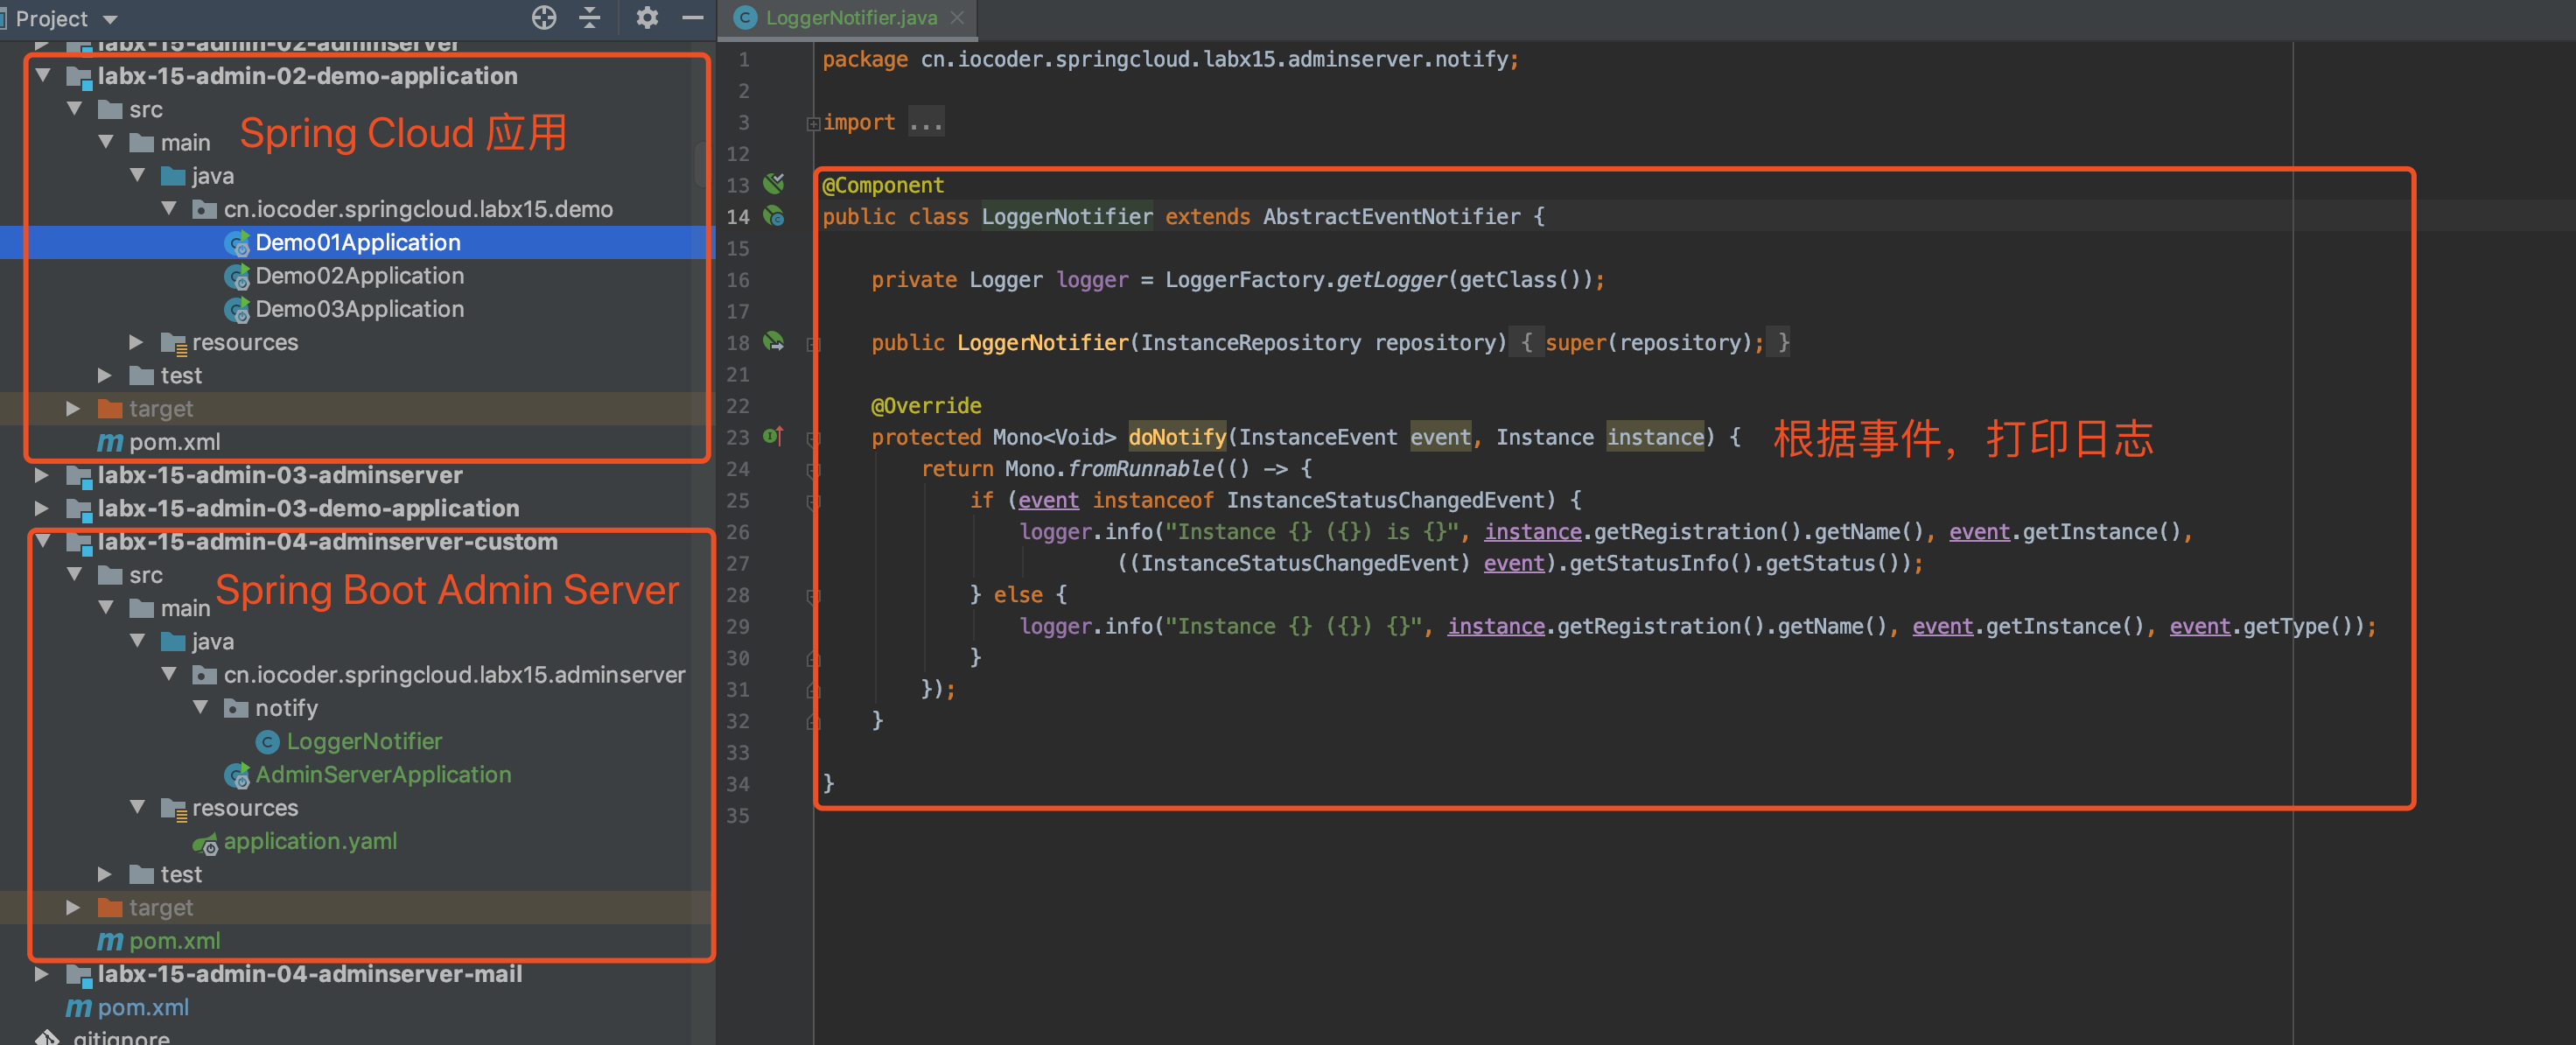 Project
labx-15-admin-02-adminserver
labx-15-admin-02-demo-application
src
main
Spring Cloud 应用
java
cn.iocoder.springcloud.labx15.demo
Demo01Application
Demo02Application
Demo03Application
resources
test
target
pom.xml
labx-15-admin-03-adminserver
labx-15-admin-03-demo-application
labx-15-admin-04-adminserver-custom
src
main
Spring Boot Admin Server
java
cn.iocoder.springcloud.labx15.adminserver
notify
LoggerNotifier
AdminServerApplication
resources
application.yaml
test
target
pom.xml
labx-15-admin-04-adminserver-mail
pom.xml
.gitignore
LoggerNotifier.java
1 package cn.iocoder.springcloud.labx15.adminserver.notify;
2
3 import ...
12
13 @Component
14 public class LoggerNotifier extends AbstractEventNotifier {
15
16 private Logger logger = LoggerFactory.getLogger(getClass());
17
18 public LoggerNotifier(InstanceRepository repository) { super(repository); }
21
22 @Override
23 protected Mono<Void> doNotify(InstanceEvent event, Instance instance) { 根据事件，打印日志
24 return Mono.fromRunnable(() -> {
25 if (event instanceof InstanceStatusChangedEvent) {
26 logger.info("Instance {} ({}) is {}", instance.getRegistration().getName(), event.getInstance(),
27 ((InstanceStatusChangedEvent) event).getStatusInfo().getStatus());
28 } else {
29 logger.info("Instance {} ({}) {}", instance.getRegistration().getName(), event.getInstance(), event.getType());
30 }
31 });
32 }
33
34 }
35